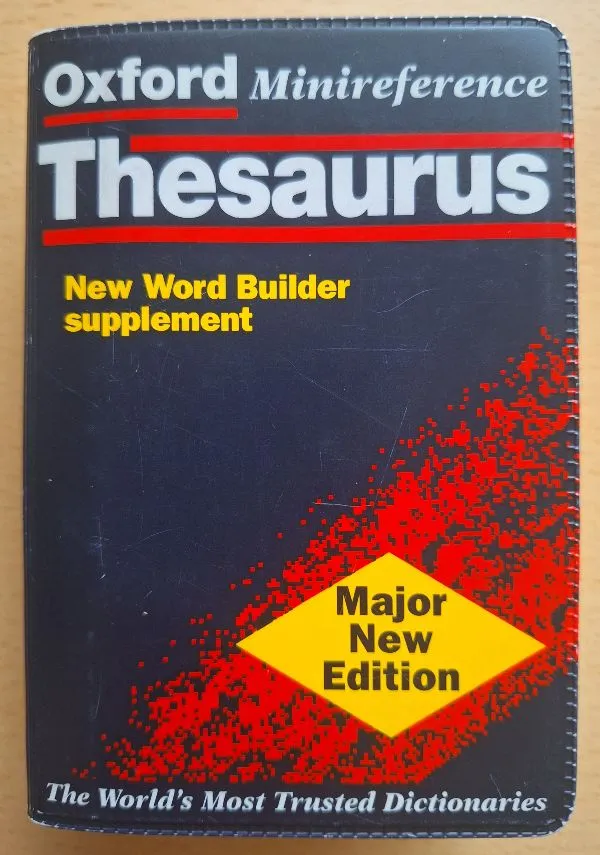 Oxford Minireference
Thesaurus
New Word Builder
supplement
Major
New
Edition
The World's Most Trusted Dictionaries